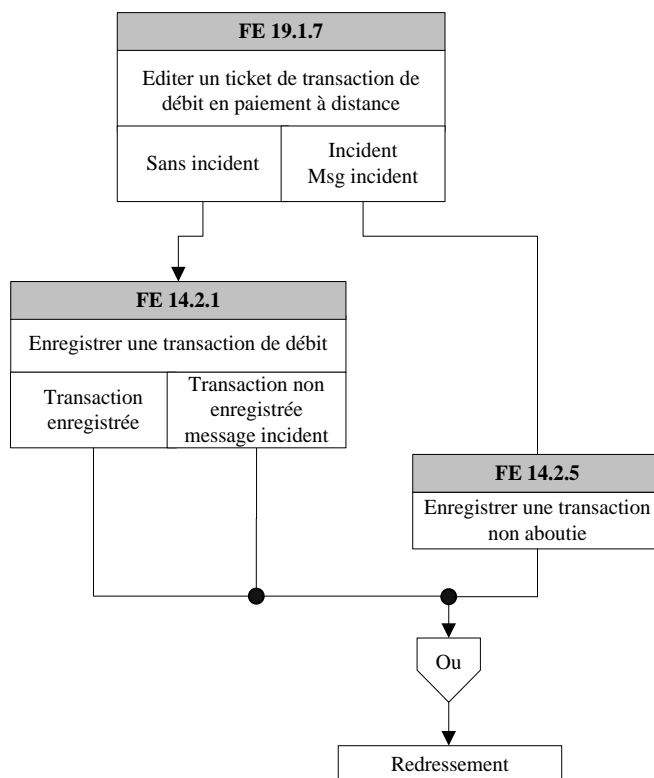 FE 19.1.7
Editer un ticket de transaction de
débit en paiement à distance
Sans incident
Incident
Msg incident
FE 14.2.1
Enregistrer une transaction de débit
Transaction
enregistrée
Transaction non
enregistrée
message incident
FE 14.2.5
Enregistrer une transaction
non aboutie
Ou
Redressement